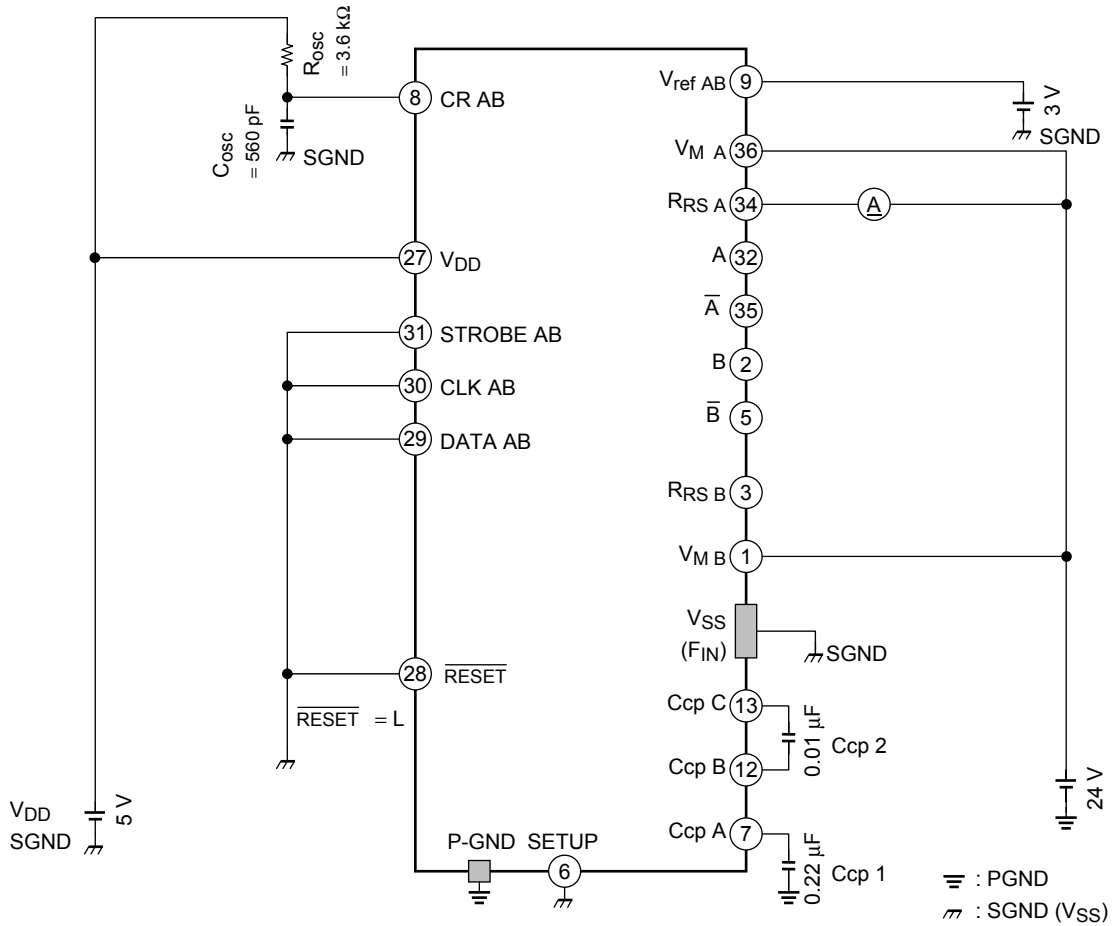 Rosc
= 3.6 kΩ
Cosc
= 560 pF
SGND
8 CR AB
27 VDD
31 STROBE AB
30 CLK AB
29 DATA AB
28 RESET
RESET = L
VDD
SGND
5 V
P-GND
SETUP
6
Vref AB 9
3 V
SGND
VM A 36
RRS A 34
A
A 32
A 35
B 2
B 5
RRS B 3
VM B 1
VSS
(FIN)
SGND
Ccp C 13
0.01 μF
Ccp 2
Ccp B 12
Ccp A 7
0.22 μF
Ccp 1
24 V
: PGND
: SGND (VSS)